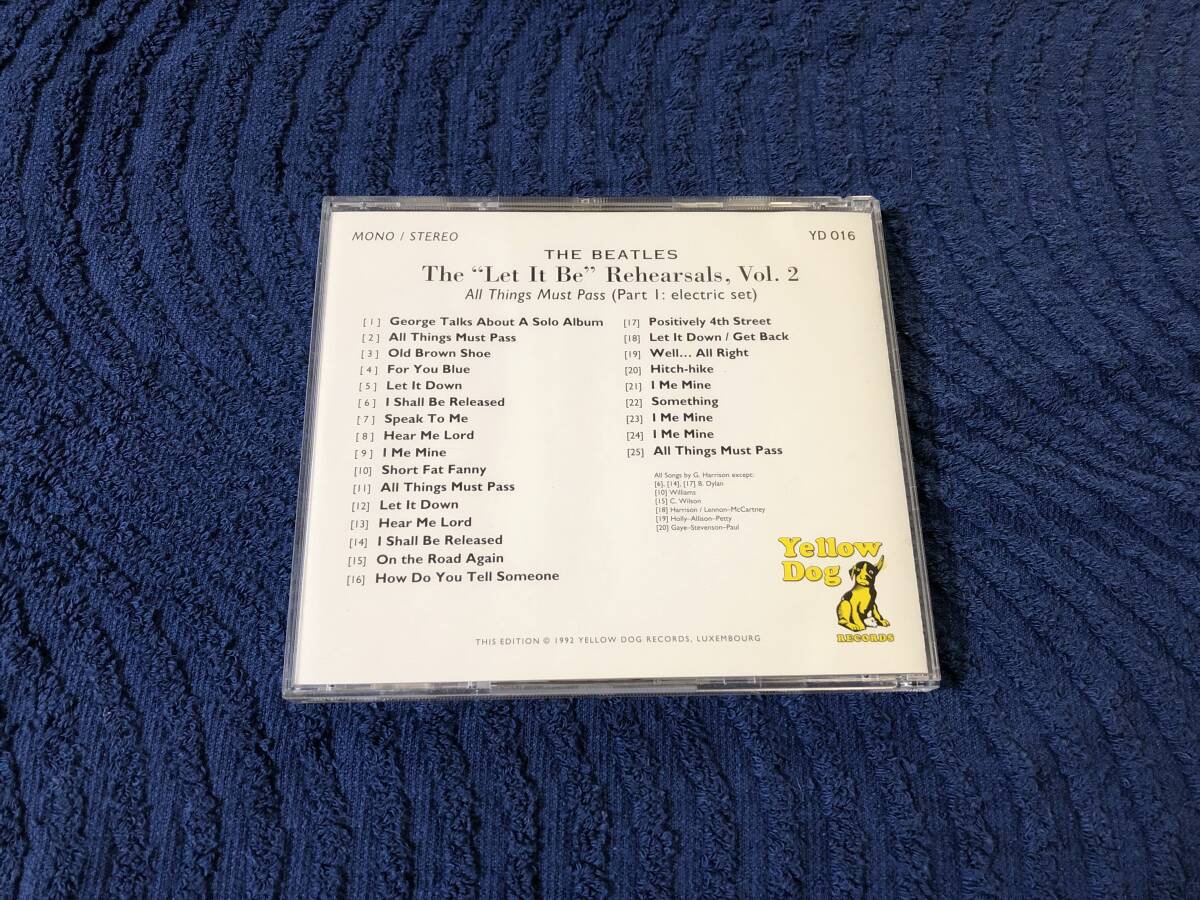 MONO / STEREO
YD 016
THE BEATLES
The “Let It Be” Rehearsals, Vol. 2
All Things Must Pass (Part 1: electric set)
[1] George Talks About A Solo Album
[2] All Things Must Pass
[3] Old Brown Shoe
[4] For You Blue
[5] Let It Down
[6] I Shall Be Released
[7] Speak To Me
[8] Hear Me Lord
[9] I Me Mine
[10] Short Fat Fanny
[11] All Things Must Pass
[12] Let It Down
[13] Hear Me Lord
[14] I Shall Be Released
[15] On the Road Again
[16] How Do You Tell Someone
[17] Positively 4th Street
[18] Let It Down / Get Back
[19] Well... All Right
[20] Hitch-hike
[21] I Me Mine
[22] Something
[23] I Me Mine
[24] I Me Mine
[25] All Things Must Pass
All Songs by G. Harrison except:
[6], [14], [17] B. Dylan
[10] Williams
[15] C. Wilson
[18] Harrison / Lennon–McCartney
[19] Holly–Allison–Petty
[20] Gaye–Stevenson–Paul
Yellow
Dog
RECORDS
THIS EDITION © 1992 YELLOW DOG RECORDS, LUXEMBOURG